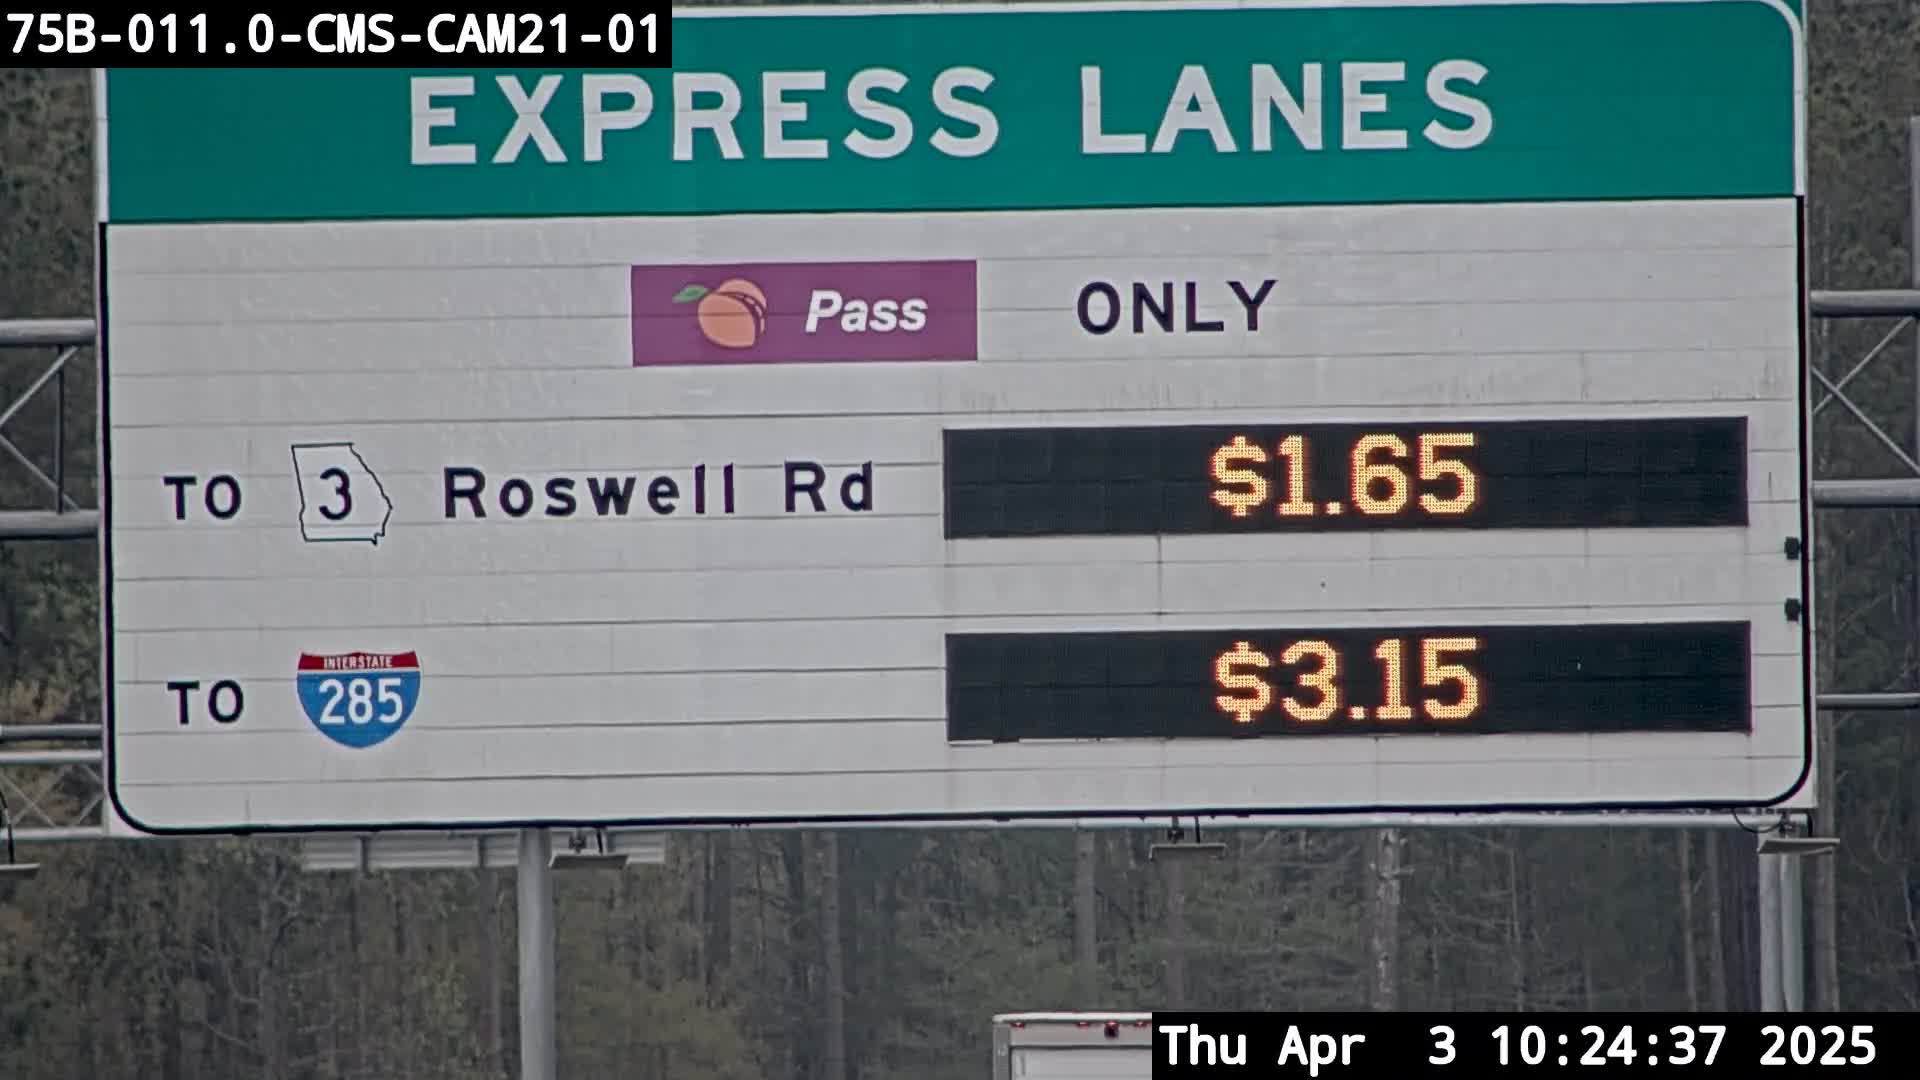 75B-011.0-CMS-CAM21-01
EXPRESS LANES
Pass ONLY
TO 3 Roswell Rd $1.65
INTERSTATE
TO 285 $3.15
Thu Apr 3 10:24:37 2025